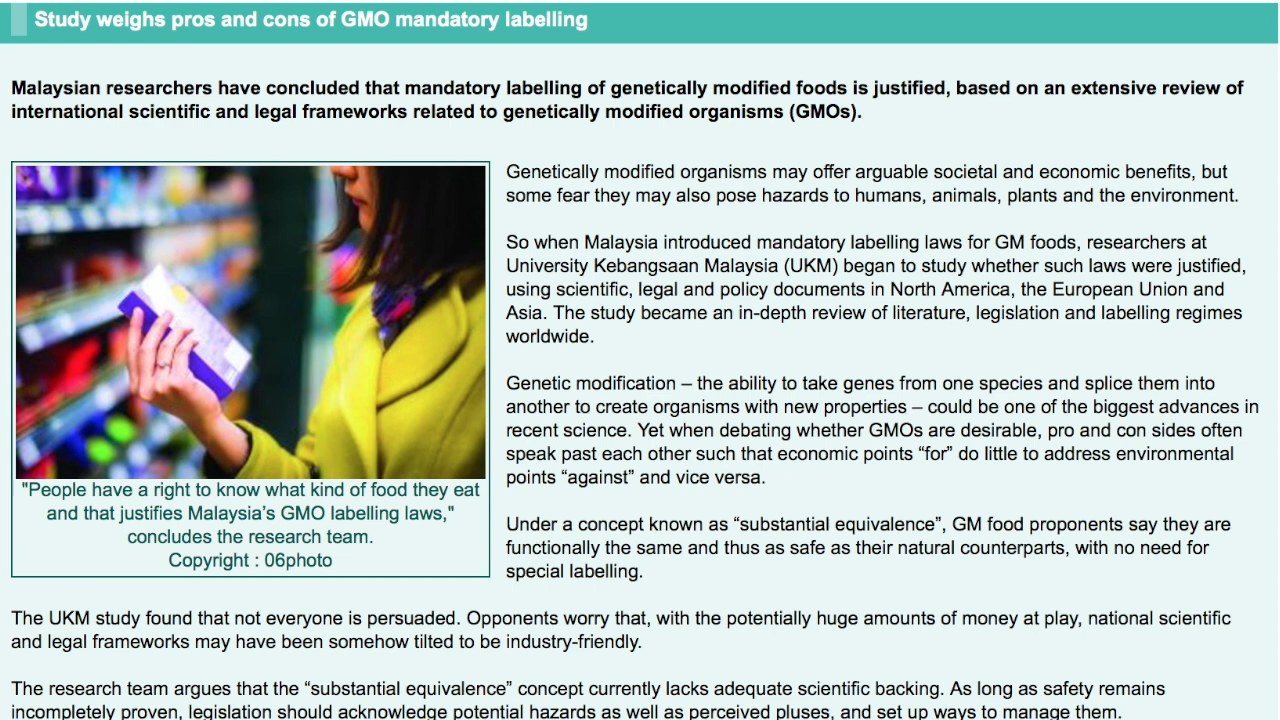 Study weighs pros and cons of GMO mandatory labelling
Malaysian researchers have concluded that mandatory labelling of genetically modified foods is justified, based on an extensive review of
international scientific and legal frameworks related to genetically modified organisms (GMOs).
"People have a right to know what kind of food they eat
and that justifies Malaysia's GMO labelling laws,"
concludes the research team.
Copyright : 06photo
Genetically modified organisms may offer arguable societal and economic benefits, but
some fear they may also pose hazards to humans, animals, plants and the environment.
So when Malaysia introduced mandatory labelling laws for GM foods, researchers at
University Kebangsaan Malaysia (UKM) began to study whether such laws were justified,
using scientific, legal and policy documents in North America, the European Union and
Asia. The study became an in-depth review of literature, legislation and labelling regimes
worldwide.
Genetic modification – the ability to take genes from one species and splice them into
another to create organisms with new properties – could be one of the biggest advances in
recent science. Yet when debating whether GMOs are desirable, pro and con sides often
speak past each other such that economic points “for” do little to address environmental
points “against” and vice versa.
Under a concept known as “substantial equivalence”, GM food proponents say they are
functionally the same and thus as safe as their natural counterparts, with no need for
special labelling.
The UKM study found that not everyone is persuaded. Opponents worry that, with the potentially huge amounts of money at play, national scientific
and legal frameworks may have been somehow tilted to be industry-friendly.
The research team argues that the “substantial equivalence” concept currently lacks adequate scientific backing. As long as safety remains
incompletely proven, legislation should acknowledge potential hazards as well as perceived pluses, and set up ways to manage them.